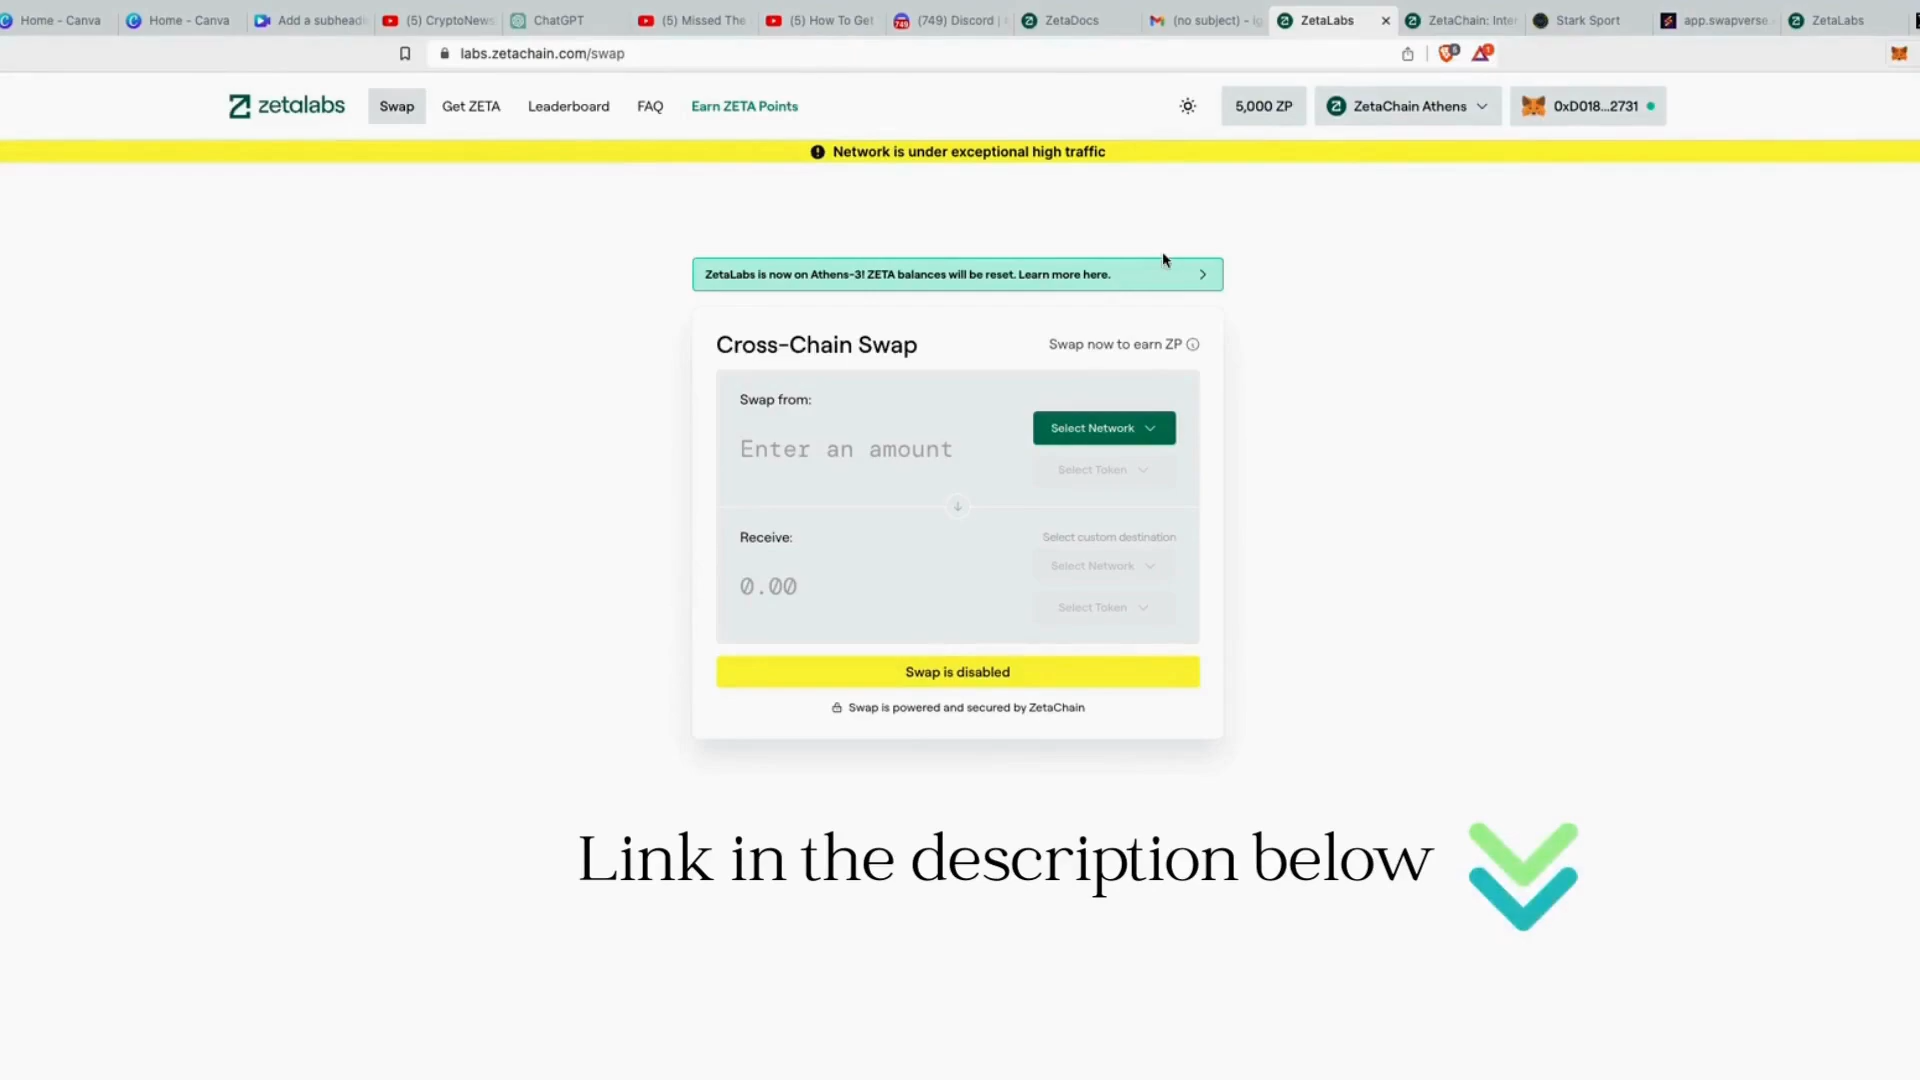 Home - Canva
Home - Canva
Add a subhead
(5) CryptoNews
ChatGPT
(5) Missed The
(5) How To Get
(749) Discord |
ZetaDocs
(no subject) - ig
ZetaLabs
ZetaChain: Inter
Stark Sport
app.swapverse.
ZetaLabs
labs.zetachain.com/swap
zetalabs
Swap
Get ZETA
Leaderboard
FAQ
Earn ZETA Points
5,000 ZP
ZetaChain Athens
0xD018...2731
Network is under exceptional high traffic
ZetaLabs is now on Athens-3! ZETA balances will be reset. Learn more here.
Cross-Chain Swap
Swap now to earn ZP
Swap from:
Select Network
Enter an amount
Select Token
Receive:
Select custom destination
Select Network
0.00
Select Token
Swap is disabled
Swap is powered and secured by ZetaChain
Link in the description below